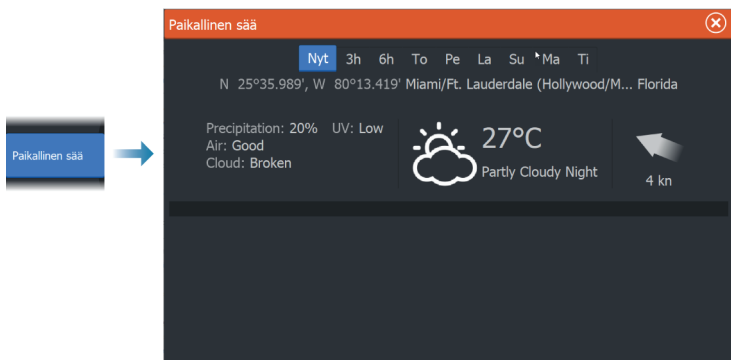 Paikallinen sää
Paikallinen sää
Nyt 3h 6h To Pe La Su Ma Ti
N 25°35.989', W 80°13.419' Miami/Ft. Lauderdale (Hollywood/M... Florida
Precipitation: 20% UV: Low
Air: Good
Cloud: Broken
27°C
Partly Cloudy Night
4 kn